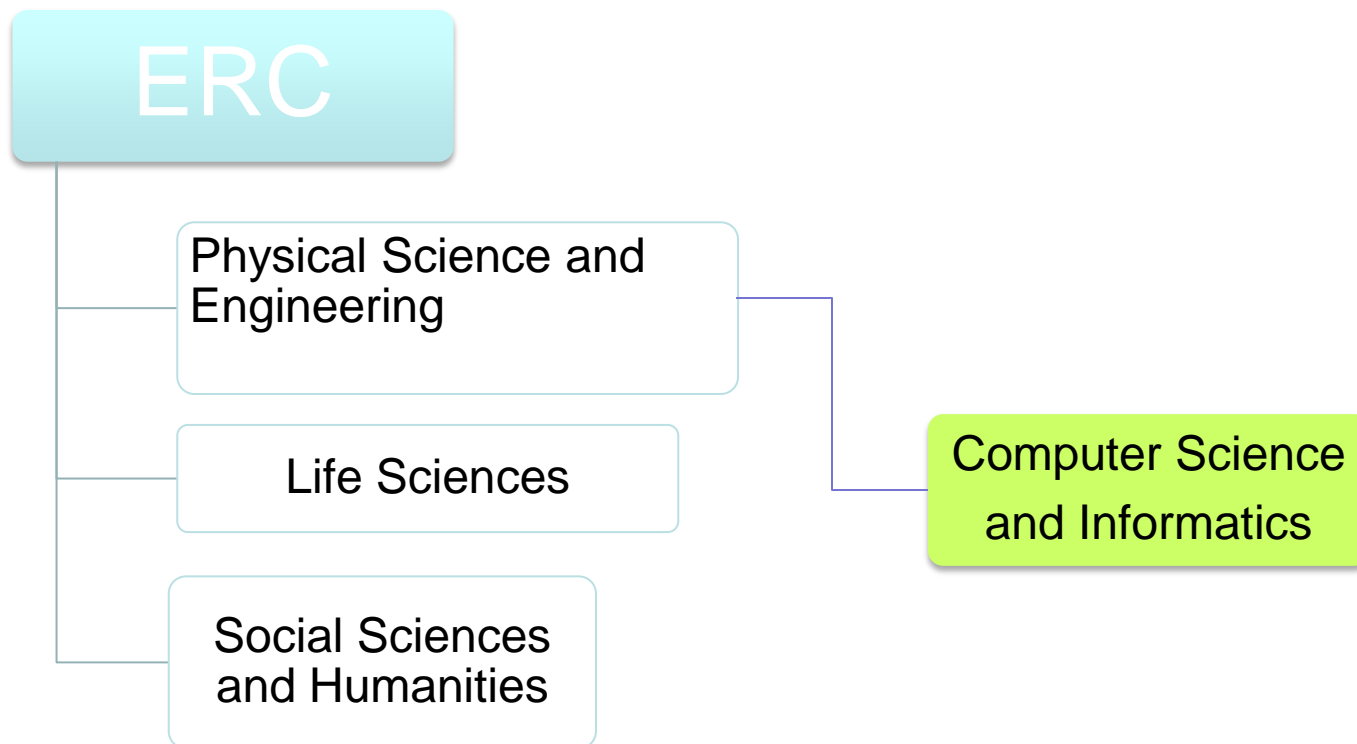 ERC
Physical Science and
Engineering
Life Sciences
Computer Science
and Informatics
Social Sciences
and Humanities